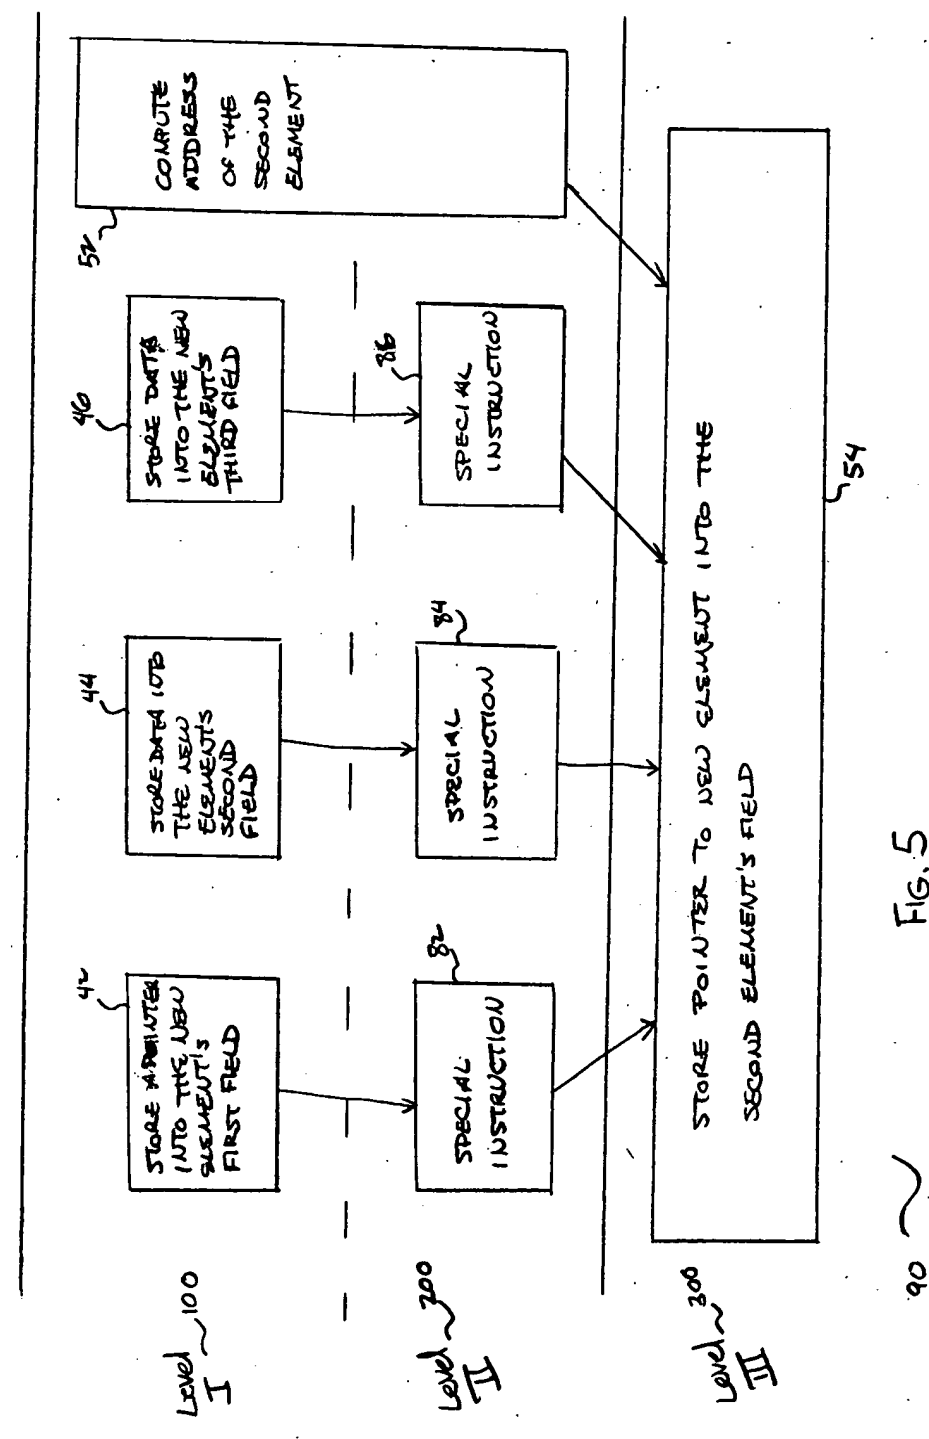 Level
I
100
42
STORE A POINTER
INTO THE NEW
ELEMENT'S
FIRST FIELD
44
STORE DATA INTO
THE NEW
ELEMENT'S
SECOND
FIELD
46
STORE DATA
INTO THE NEW
ELEMENT'S
THIRD FIELD
52
COMPUTE
ADDRESS
OF THE
SECOND
ELEMENT
Level
II
200
82
SPECIAL
INSTRUCTION
84
SPECIAL
INSTRUCTION
86
SPECIAL
INSTRUCTION
Level
III
300
STORE POINTER TO NEW ELEMENT INTO THE
SECOND ELEMENT'S FIELD
54
90
FIG. 5